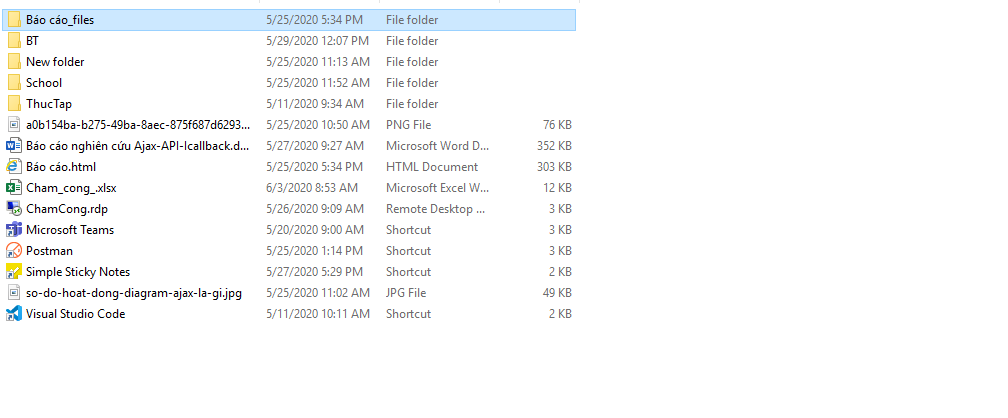 Báo cáo_files 5/25/2020 5:34 PM File folder
BT 5/29/2020 12:07 PM File folder
New folder 5/25/2020 11:13 AM File folder
School 5/25/2020 11:52 AM File folder
ThucTap 5/11/2020 9:34 AM File folder
a0b154ba-b275-49ba-8aec-875f687d6293... 5/25/2020 10:50 AM PNG File 76 KB
Báo cáo nghiên cứu Ajax-API-Icallback.d... 5/27/2020 9:27 AM Microsoft Word D... 352 KB
Báo cáo.html 5/25/2020 5:34 PM HTML Document 303 KB
Cham_cong_.xlsx 6/3/2020 8:53 AM Microsoft Excel W... 12 KB
ChamCong.rdp 5/26/2020 9:09 AM Remote Desktop ... 3 KB
Microsoft Teams 5/20/2020 9:00 AM Shortcut 3 KB
Postman 5/25/2020 1:14 PM Shortcut 3 KB
Simple Sticky Notes 5/27/2020 5:29 PM Shortcut 2 KB
so-do-hoat-dong-diagram-ajax-la-gi.jpg 5/25/2020 11:02 AM JPG File 49 KB
Visual Studio Code 5/11/2020 10:11 AM Shortcut 2 KB